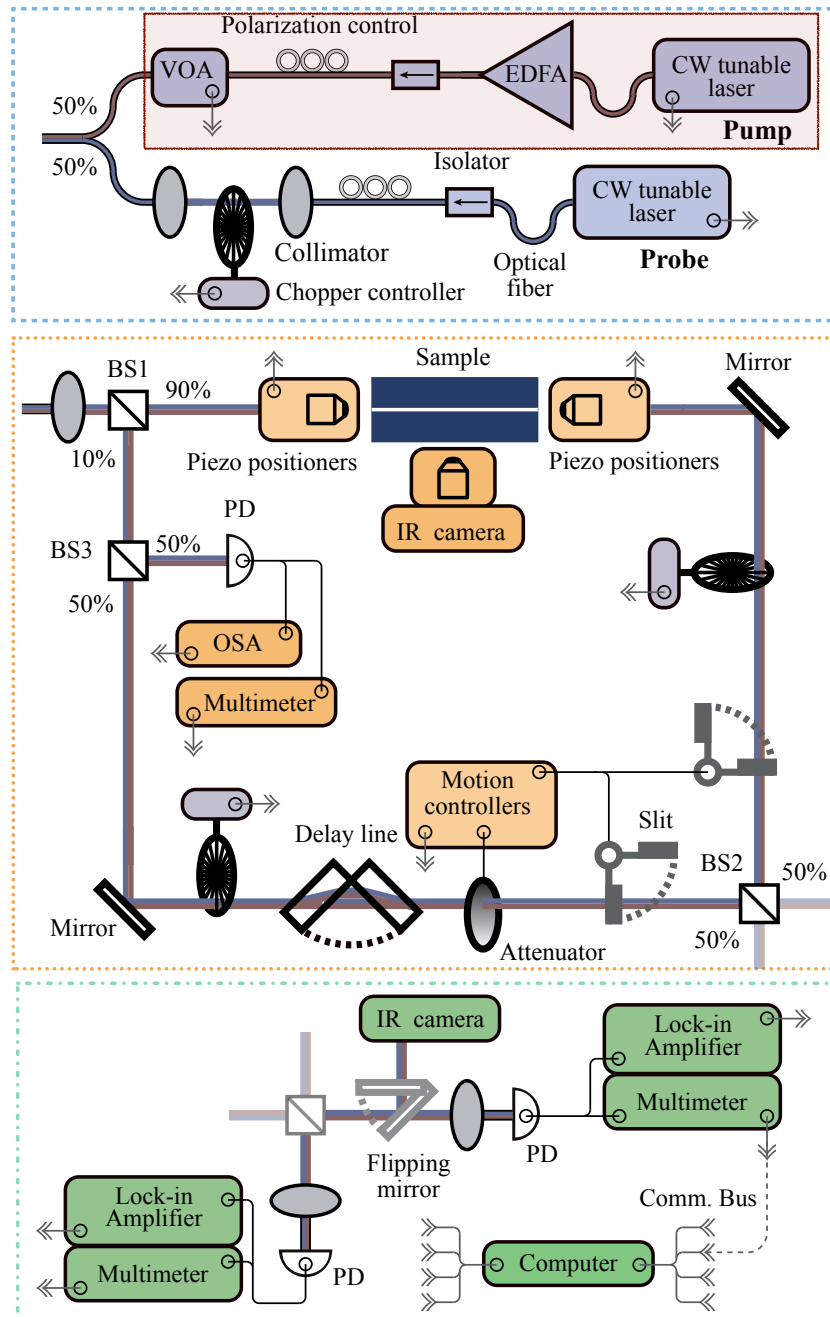 Polarization control
VOA
EDFA
CW tunable
laser
Pump
50%
50%
Isolator
CW tunable
laser
Collimator
Optical
fiber
Probe
Chopper controller
BS1
Sample
Mirror
90%
10%
Piezo positioners
Piezo positioners
PD
IR camera
BS3
50%
50%
OSA
Multimeter
Motion
controllers
Delay line
Slit
BS2
50%
Mirror
Attenuator
50%
IR camera
Lock-in
Amplifier
Multimeter
PD
Flipping
mirror
Comm. Bus
Lock-in
Amplifier
Multimeter
PD
Computer